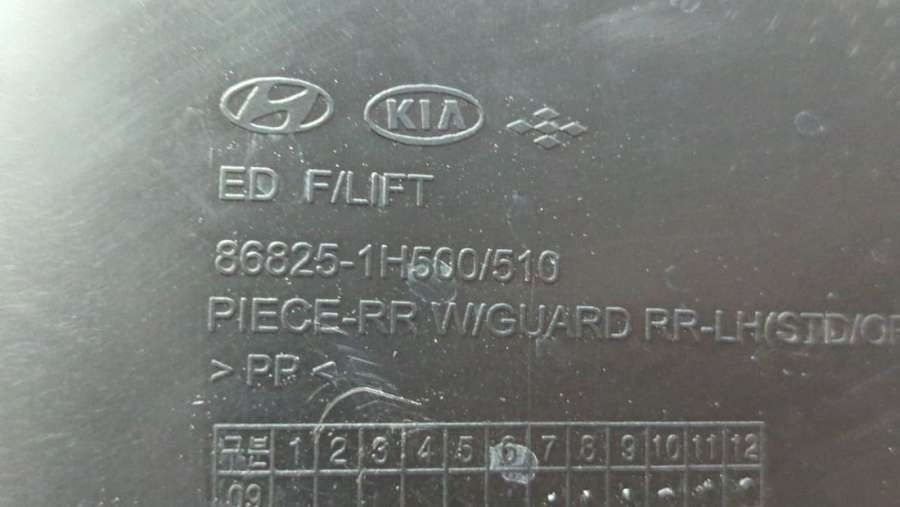 KIA
ED F/LIFT
86825-1H500/510
PIECE-RR W/GUARD RR-LH(STD/OP
> PP <
구분 1 2 3 4 5 6 7 8 9 10 11 12
09